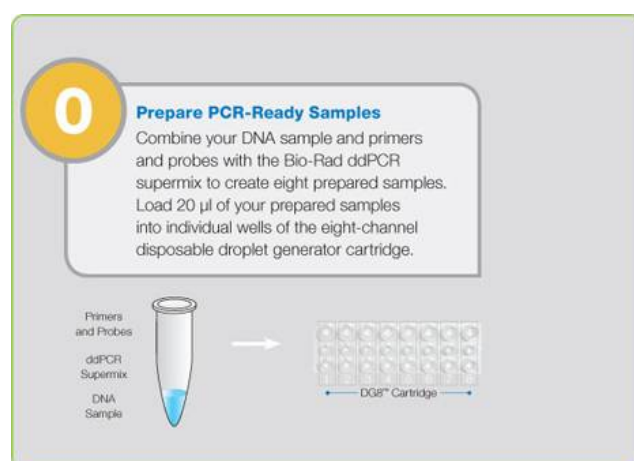 0
Prepare PCR-Ready Samples
Combine your DNA sample and primers
and probes with the Bio-Rad ddPCR
supermix to create eight prepared samples.
Load 20 µl of your prepared samples
into individual wells of the eight-channel
disposable droplet generator cartridge.
Primers
and Probes
ddPCR
Supermix
DNA
Sample
DG8™ Cartridge